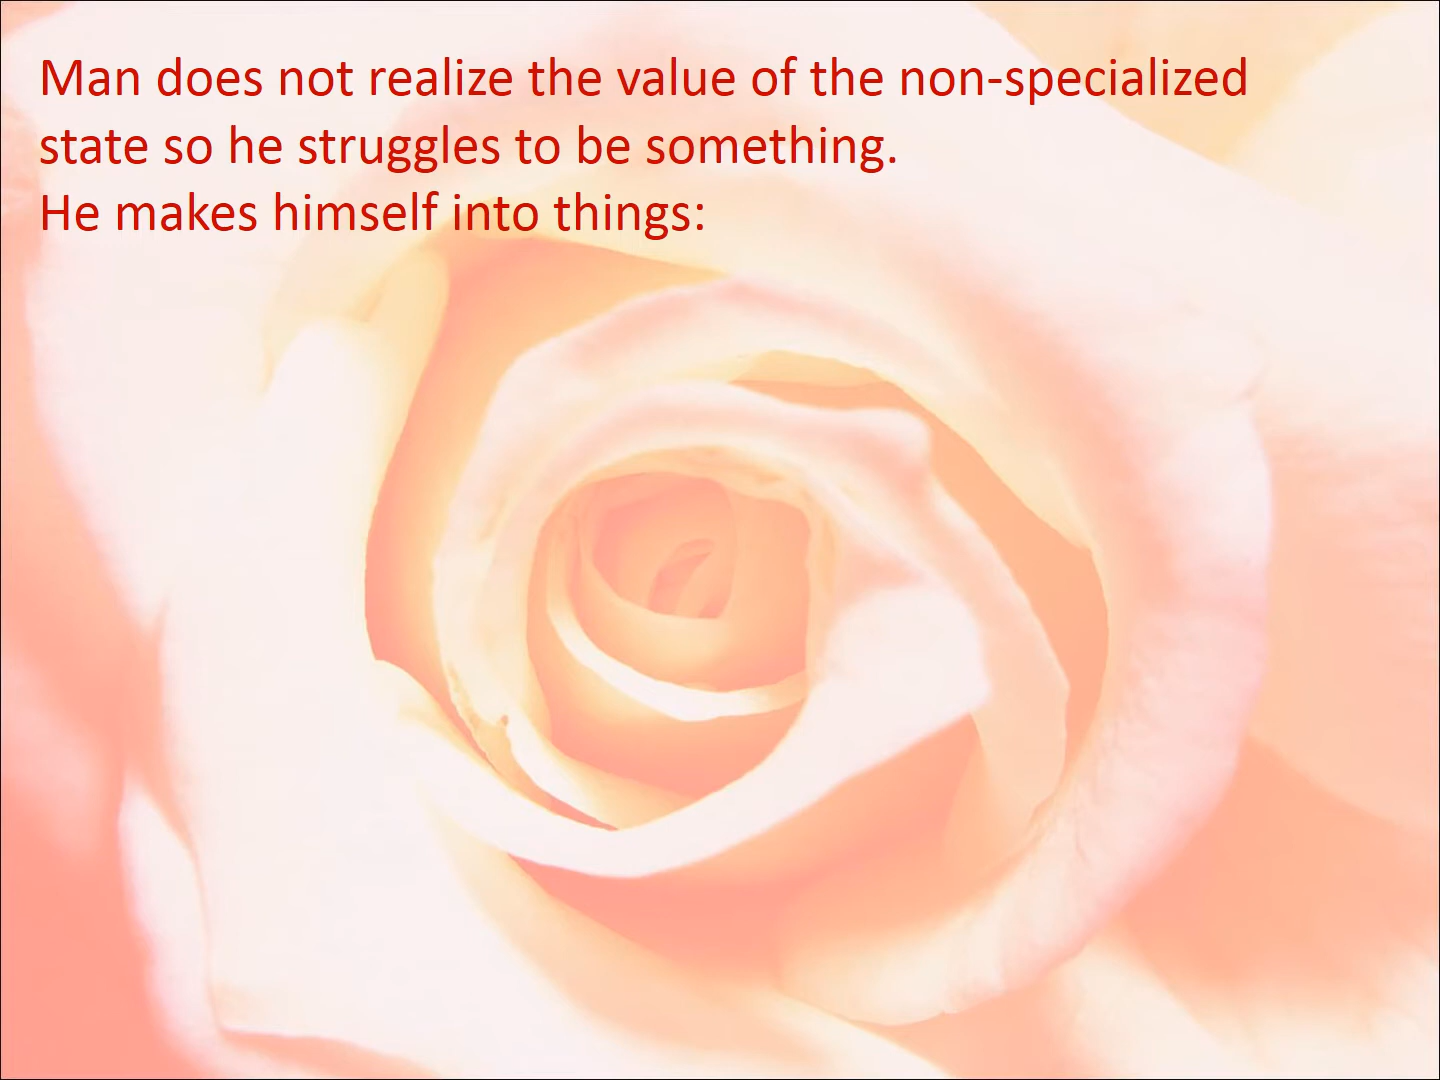 Man does not realize the value of the non-specialized
state so he struggles to be something.
He makes himself into things: